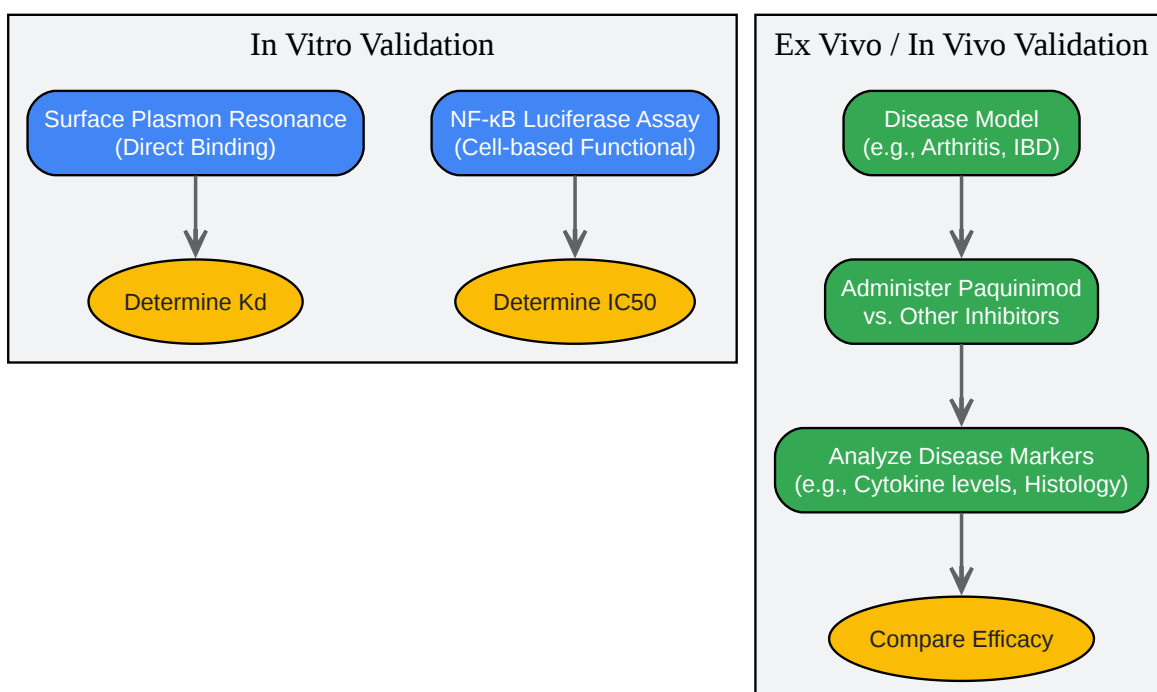 In Vitro Validation
Surface Plasmon Resonance
(Direct Binding)
NF-κB Luciferase Assay
(Cell-based Functional)
Determine Kd
Determine IC50
Ex Vivo / In Vivo Validation
Disease Model
(e.g., Arthritis, IBD)
Administer Paquinimod
vs. Other Inhibitors
Analyze Disease Markers
(e.g., Cytokine levels, Histology)
Compare Efficacy